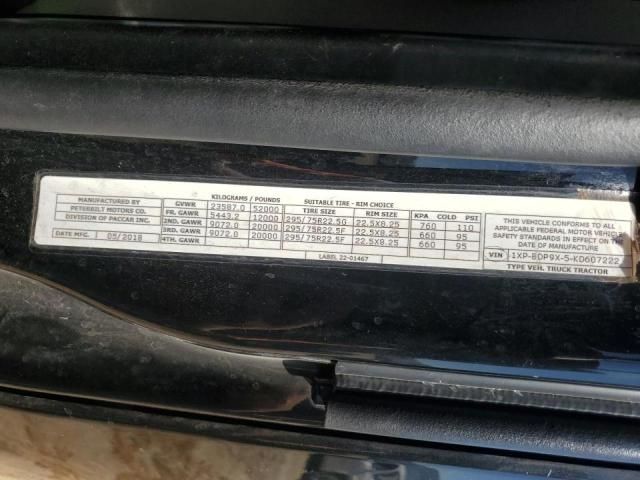 MANUFACTURED BY
PETERBILT MOTORS CO.
DIVISION OF PACCAR INC.
DATE MFG. 05/2018
KILOGRAMS / POUNDS SUITABLE TIRE - RIM CHOICE
GVWR 23587.0 52000 TIRE SIZE RIM SIZE KPA COLD PSI
FR. GAWR 5443.2 12000 295/75R22.5G 22.5X8.25 760 110
2ND. GAWR 9072.0 20000 295/75R22.5F 22.5X8.25 660 95
3RD. GAWR 9072.0 20000 295/75R22.5F 22.5X8.25 660 95
4TH. GAWR
LABEL 22-01467
THIS VEHICLE CONFORMS TO ALL
APPLICABLE FEDERAL MOTOR VEHICLE
SAFETY STANDARDS IN EFFECT ON THE
DATE OF MANUFACTURE
VIN 1XP-BDP9X-5-KD607222
TYPE VEH. TRUCK TRACTOR